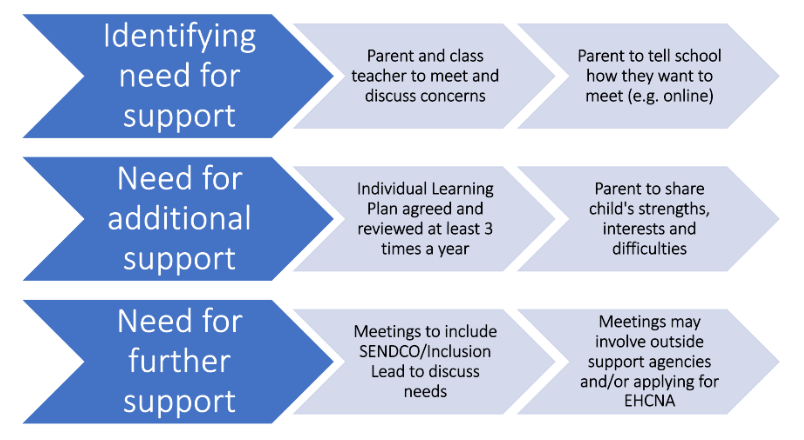 Identifying
need for
support
Parent and class
teacher to meet and
discuss concerns
Parent to tell school
how they want to
meet (e.g. online)
Need for
additional
support
Individual Learning
Plan agreed and
reviewed at least 3
times a year
Parent to share
child's strengths,
interests and
difficulties
Need for
further
support
Meetings to include
SENDCO/Inclusion
Lead to discuss
needs
Meetings may
involve outside
support agencies
and/or applying for
EHCNA